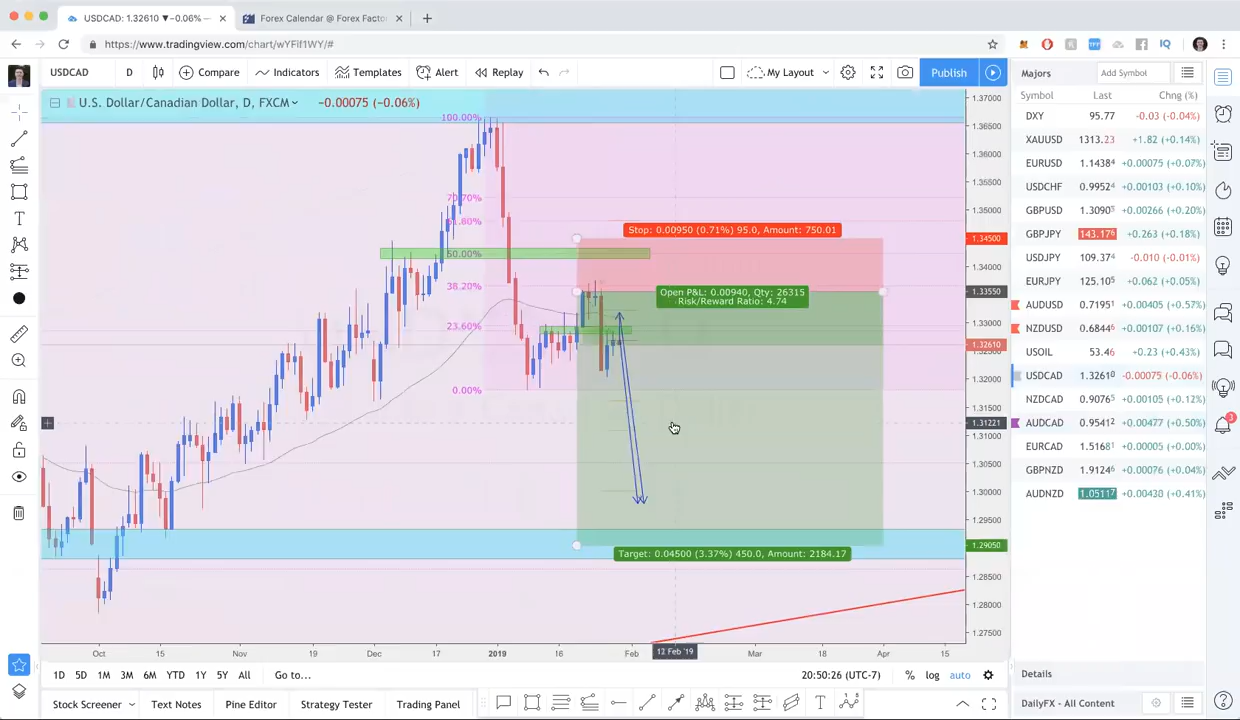 USDCAD: 1.32610 ▼−0.06% —
Forex Calendar @ Forex Facto
https://www.tradingview.com/chart/wYFif1WY/#
USDCAD D Compare Indicators Templates Alert Replay My Layout Publish
U.S. Dollar/Canadian Dollar, D, FXCM −0.00075 (−0.06%)
100.00%
70.70%
61.80%
50.00%
38.20%
23.60%
0.00%
Stop: 0.00950 (0.71%) 95.0, Amount: 750.01
Open P&L: 0.00940, Qty: 26315
Risk/Reward Ratio: 4.74
Target: 0.04500 (3.37%) 450.0, Amount: 2184.17
1.37000
1.36500
1.36000
1.35500
1.35000
1.34500
1.34000
1.33550
1.33000
1.32610
1.32500
1.32000
1.31500
1.31221
1.31000
1.30500
1.30000
1.29500
1.29050
1.28500
1.28000
1.27500
Oct 15 Nov 19 Dec 17 2019 16 Feb 12 Feb '19 Mar 18 Apr 15
1D 5D 1M 3M 6M YTD 1Y 5Y All Go to... 20:50:26 (UTC-7) % log auto
Stock Screener Text Notes Pine Editor Strategy Tester Trading Panel
Majors Add Symbol
Symbol Last Chng (%)
DXY 95.77 -0.03 (-0.04%)
XAUUSD 1313.23 +1.82 (+0.14%)
EURUSD 1.14384 +0.00075 (+0.07%)
USDCHF 0.99524 +0.00103 (+0.10%)
GBPUSD 1.30905 +0.00266 (+0.20%)
GBPJPY 143.176 +0.263 (+0.18%)
USDJPY 109.374 -0.010 (-0.01%)
EURJPY 125.105 +0.062 (+0.05%)
AUDUSD 0.71951 +0.00405 (+0.57%)
NZDUSD 0.68446 +0.00107 (+0.16%)
USOIL 53.46 +0.23 (+0.43%)
USDCAD 1.32610 -0.00075 (-0.06%)
NZDCAD 0.90765 +0.00105 (+0.12%)
AUDCAD 0.95412 +0.00477 (+0.50%)
EURCAD 1.51681 +0.00005 (+0.00%)
GBPNZD 1.91246 +0.00076 (+0.04%)
AUDNZD 1.05117 +0.00430 (+0.41%)
Details
DailyFX - All Content